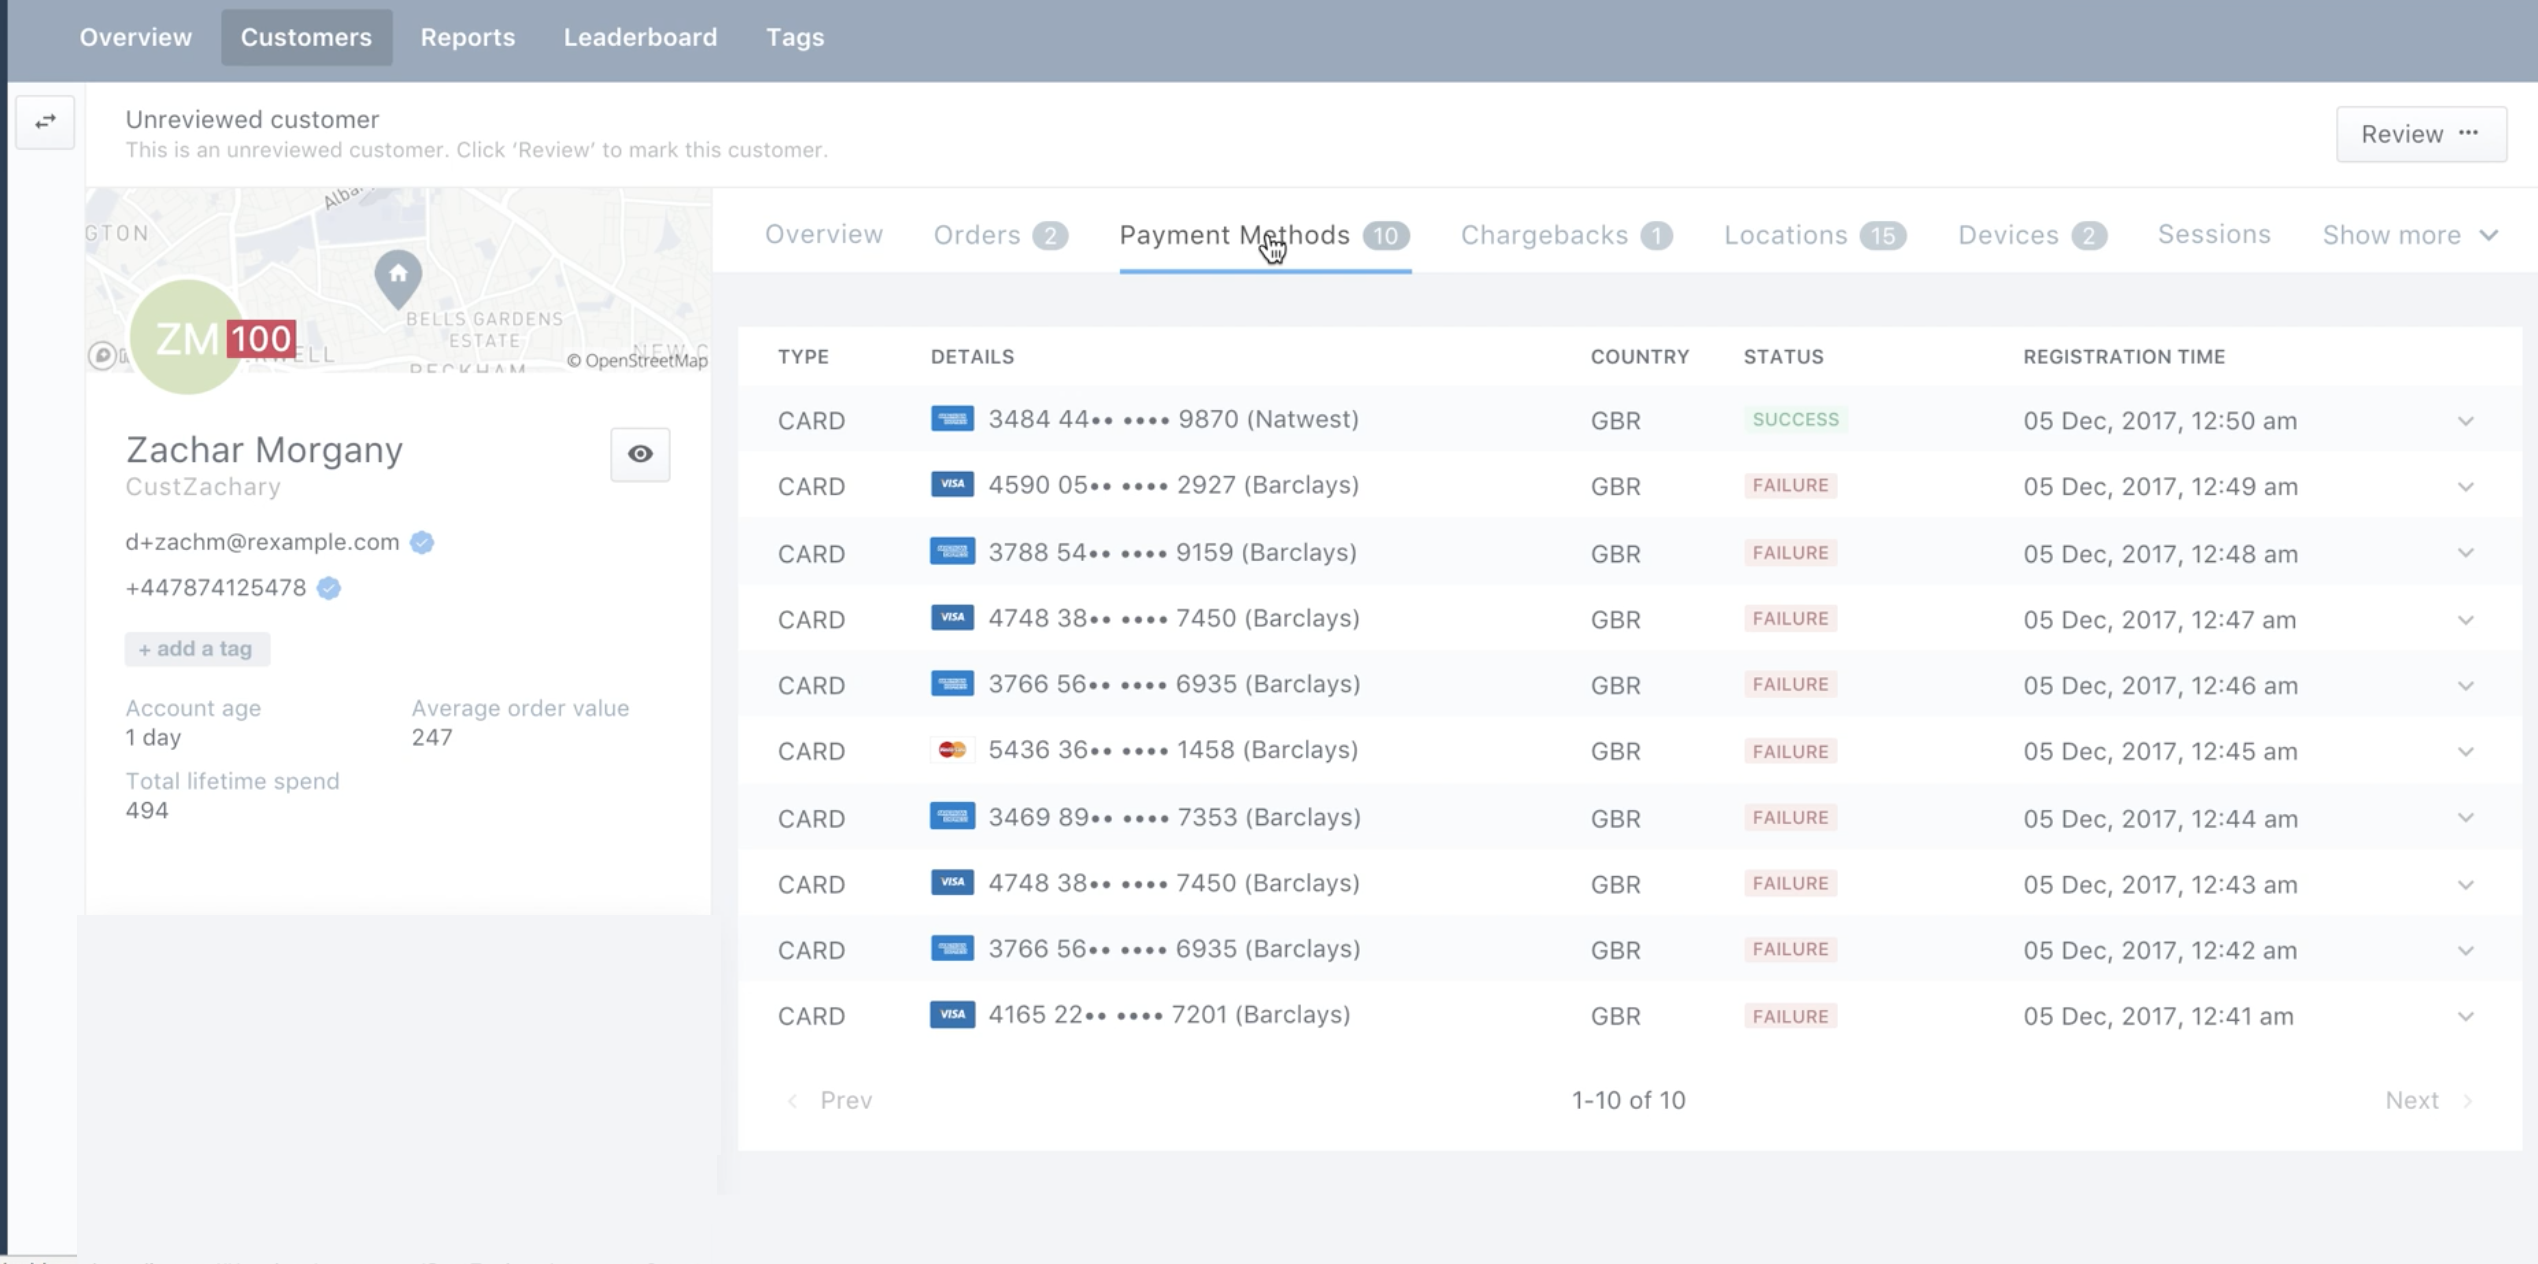 Overview Customers Reports Leaderboard Tags
Unreviewed customer
This is an unreviewed customer. Click ‘Review’ to mark this customer.
Review ···
GTON
BELLS GARDENS
ESTATE
PECKHAM
© OpenStreetMap
ZM 100
Zachar Morgany
CustZachary
d+zachm@rexample.com
+447874125478
+ add a tag
Account age Average order value
1 day 247
Total lifetime spend
494
Overview Orders 2 Payment Methods 10 Chargebacks 1 Locations 15 Devices 2 Sessions Show more
TYPE DETAILS COUNTRY STATUS REGISTRATION TIME
CARD 3484 44•• •••• 9870 (Natwest) GBR SUCCESS 05 Dec, 2017, 12:50 am
CARD VISA 4590 05•• •••• 2927 (Barclays) GBR FAILURE 05 Dec, 2017, 12:49 am
CARD 3788 54•• •••• 9159 (Barclays) GBR FAILURE 05 Dec, 2017, 12:48 am
CARD VISA 4748 38•• •••• 7450 (Barclays) GBR FAILURE 05 Dec, 2017, 12:47 am
CARD 3766 56•• •••• 6935 (Barclays) GBR FAILURE 05 Dec, 2017, 12:46 am
CARD 5436 36•• •••• 1458 (Barclays) GBR FAILURE 05 Dec, 2017, 12:45 am
CARD 3469 89•• •••• 7353 (Barclays) GBR FAILURE 05 Dec, 2017, 12:44 am
CARD VISA 4748 38•• •••• 7450 (Barclays) GBR FAILURE 05 Dec, 2017, 12:43 am
CARD 3766 56•• •••• 6935 (Barclays) GBR FAILURE 05 Dec, 2017, 12:42 am
CARD VISA 4165 22•• •••• 7201 (Barclays) GBR FAILURE 05 Dec, 2017, 12:41 am
Prev 1-10 of 10 Next